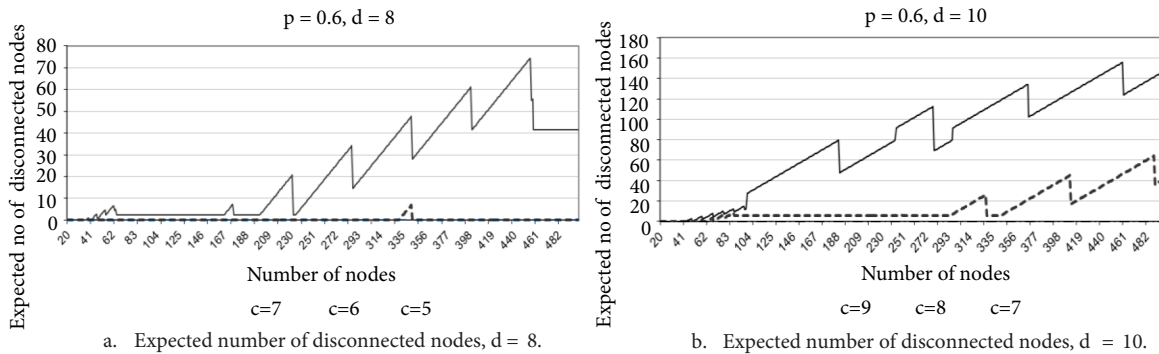 p = 0.6, d = 8
Expected no of disconnected nodes
80
70
60
50
40
30
20
10
0
20 41 62 83 104 125 146 167 188 209 230 251 272 293 314 335 356 377 398 419 440 461 482
Number of nodes
c=7 c=6 c=5
a. Expected number of disconnected nodes, d = 8.
p = 0.6, d = 10
Expected no of disconnected nodes
180
160
140
120
100
80
60
40
20
0
20 41 62 83 104 125 146 167 188 209 230 251 272 293 314 335 356 377 398 419 440 461 482
Number of nodes
c=9 c=8 c=7
b. Expected number of disconnected nodes, d = 10.